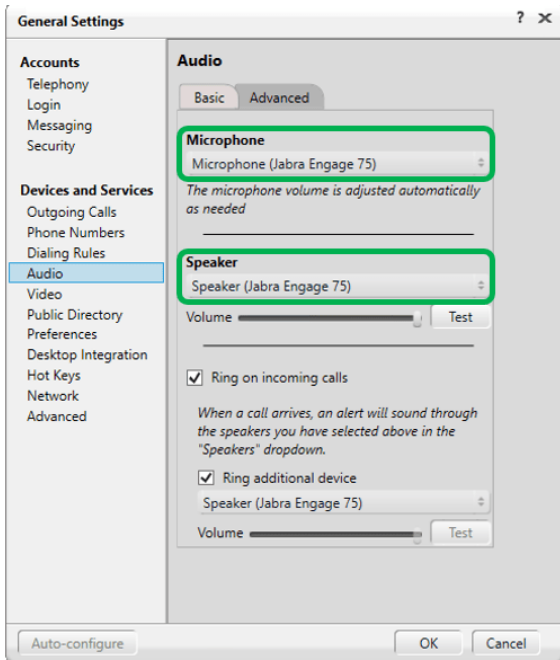 General Settings
? ×
Accounts
Telephony
Login
Messaging
Security
Devices and Services
Outgoing Calls
Phone Numbers
Dialing Rules
Audio
Video
Public Directory
Preferences
Desktop Integration
Hot Keys
Network
Advanced
Audio
Basic
Advanced
Microphone
Microphone (Jabra Engage 75)
The microphone volume is adjusted automatically
as needed
Speaker
Speaker (Jabra Engage 75)
Volume
Test
Ring on incoming calls
When a call arrives, an alert will sound through
the speakers you have selected above in the
"Speakers" dropdown.
Ring additional device
Speaker (Jabra Engage 75)
Volume
Test
Auto-configure
OK
Cancel